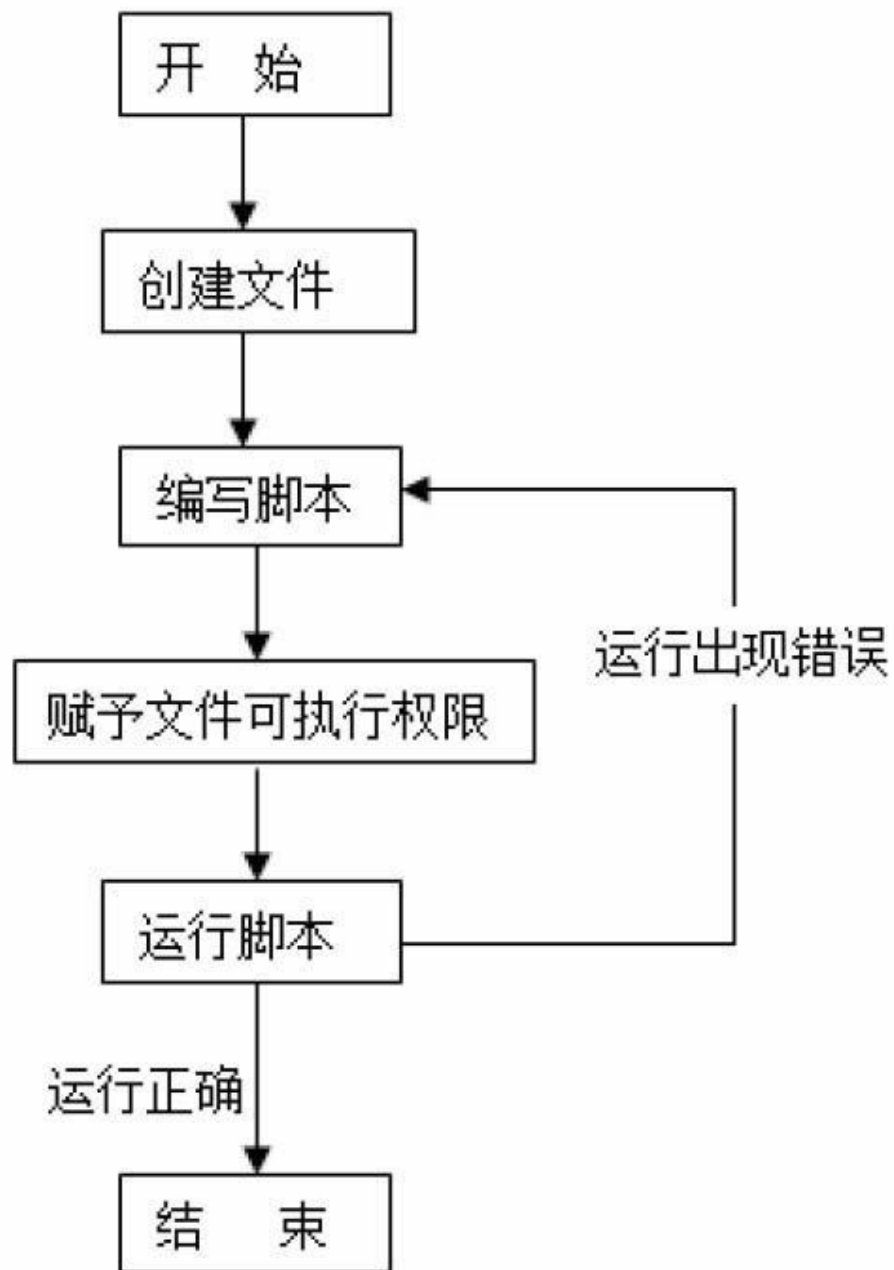 开 始
创建文件
编写脚本
运行出现错误
赋予文件可执行权限
运行脚本
运行正确
结 束